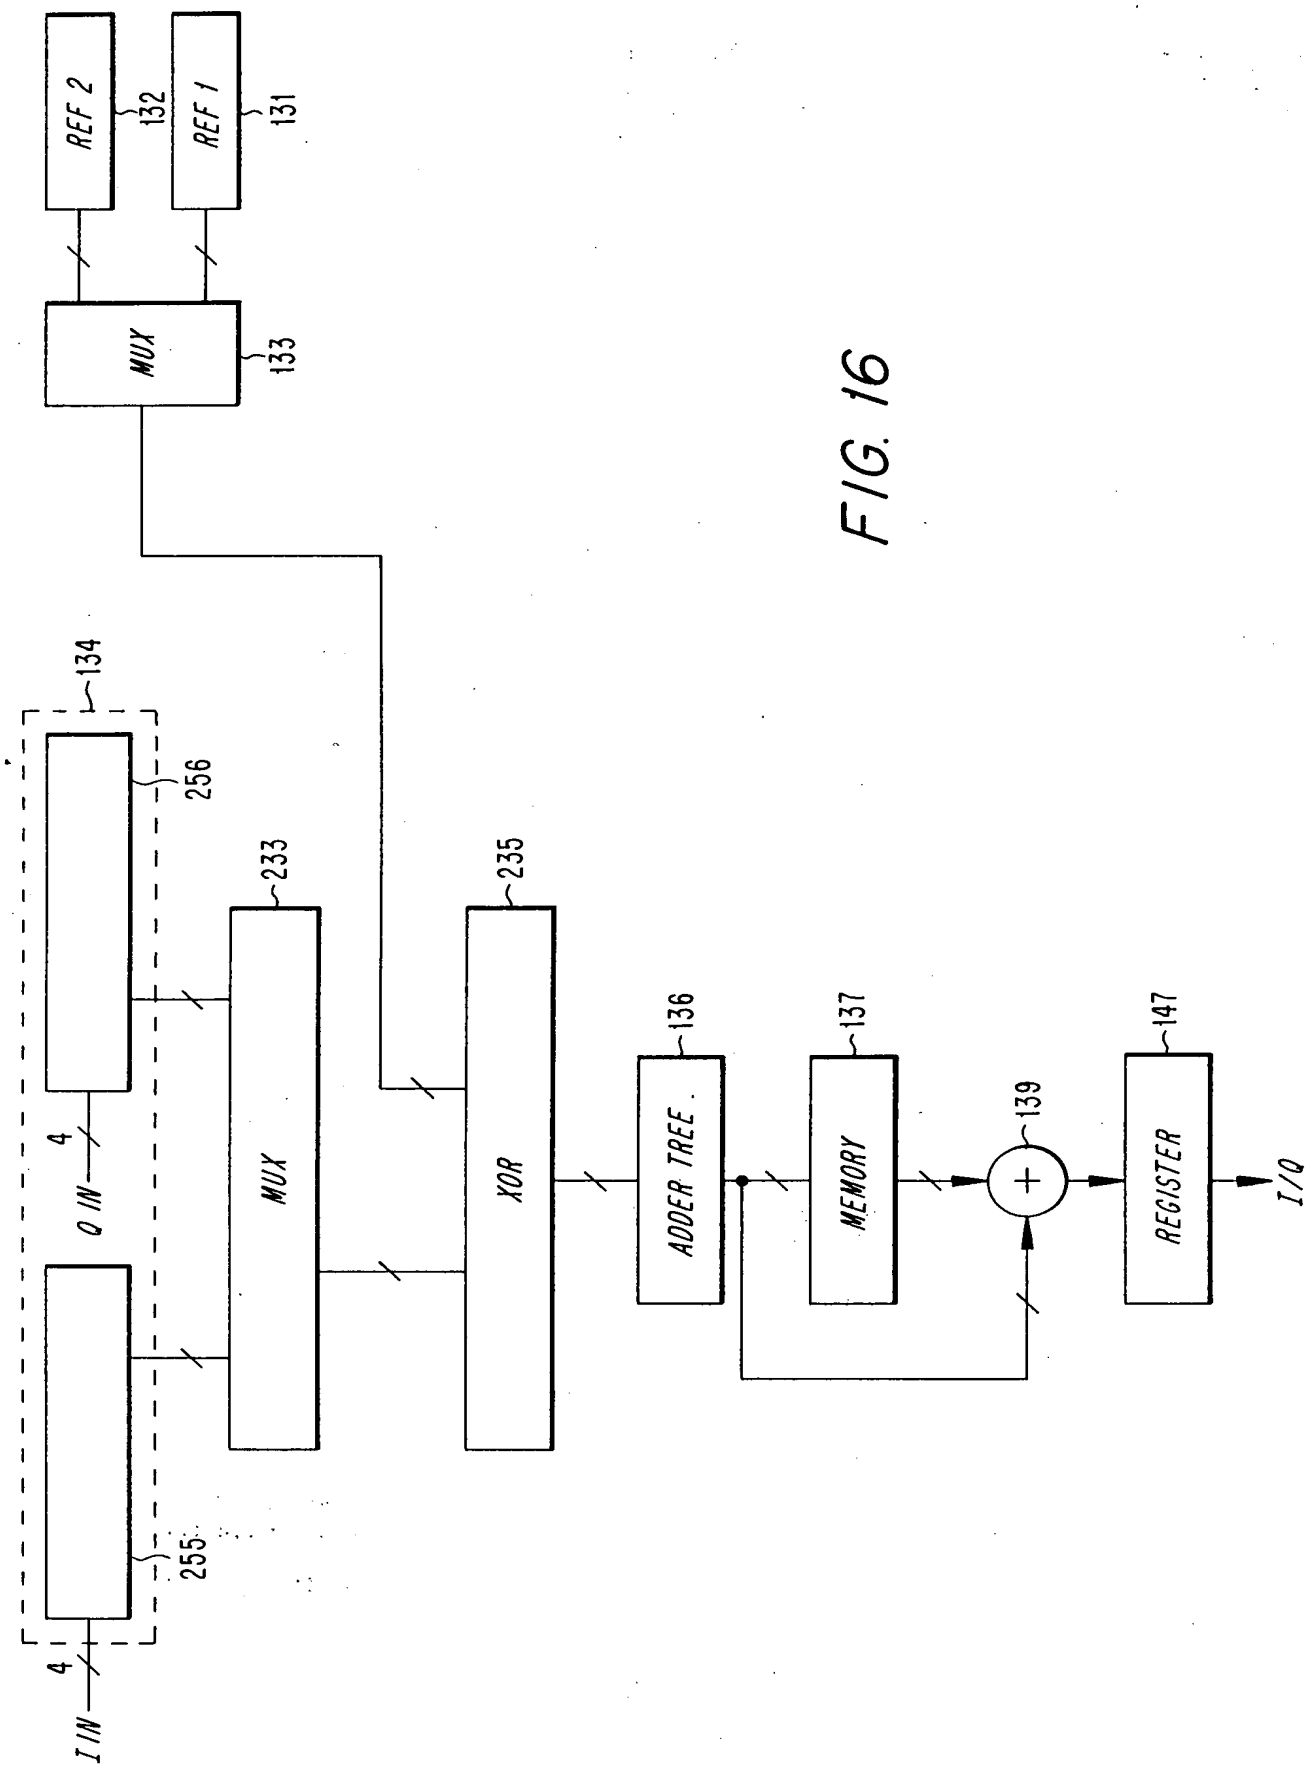 I IN
4
255
Q IN
4
256
134
MUX
233
XOR
235
REF 2
132
REF 1
131
MUX
133
ADDER TREE.
136
MEMORY
137
+
139
REGISTER
147
I/Q
FIG. 16